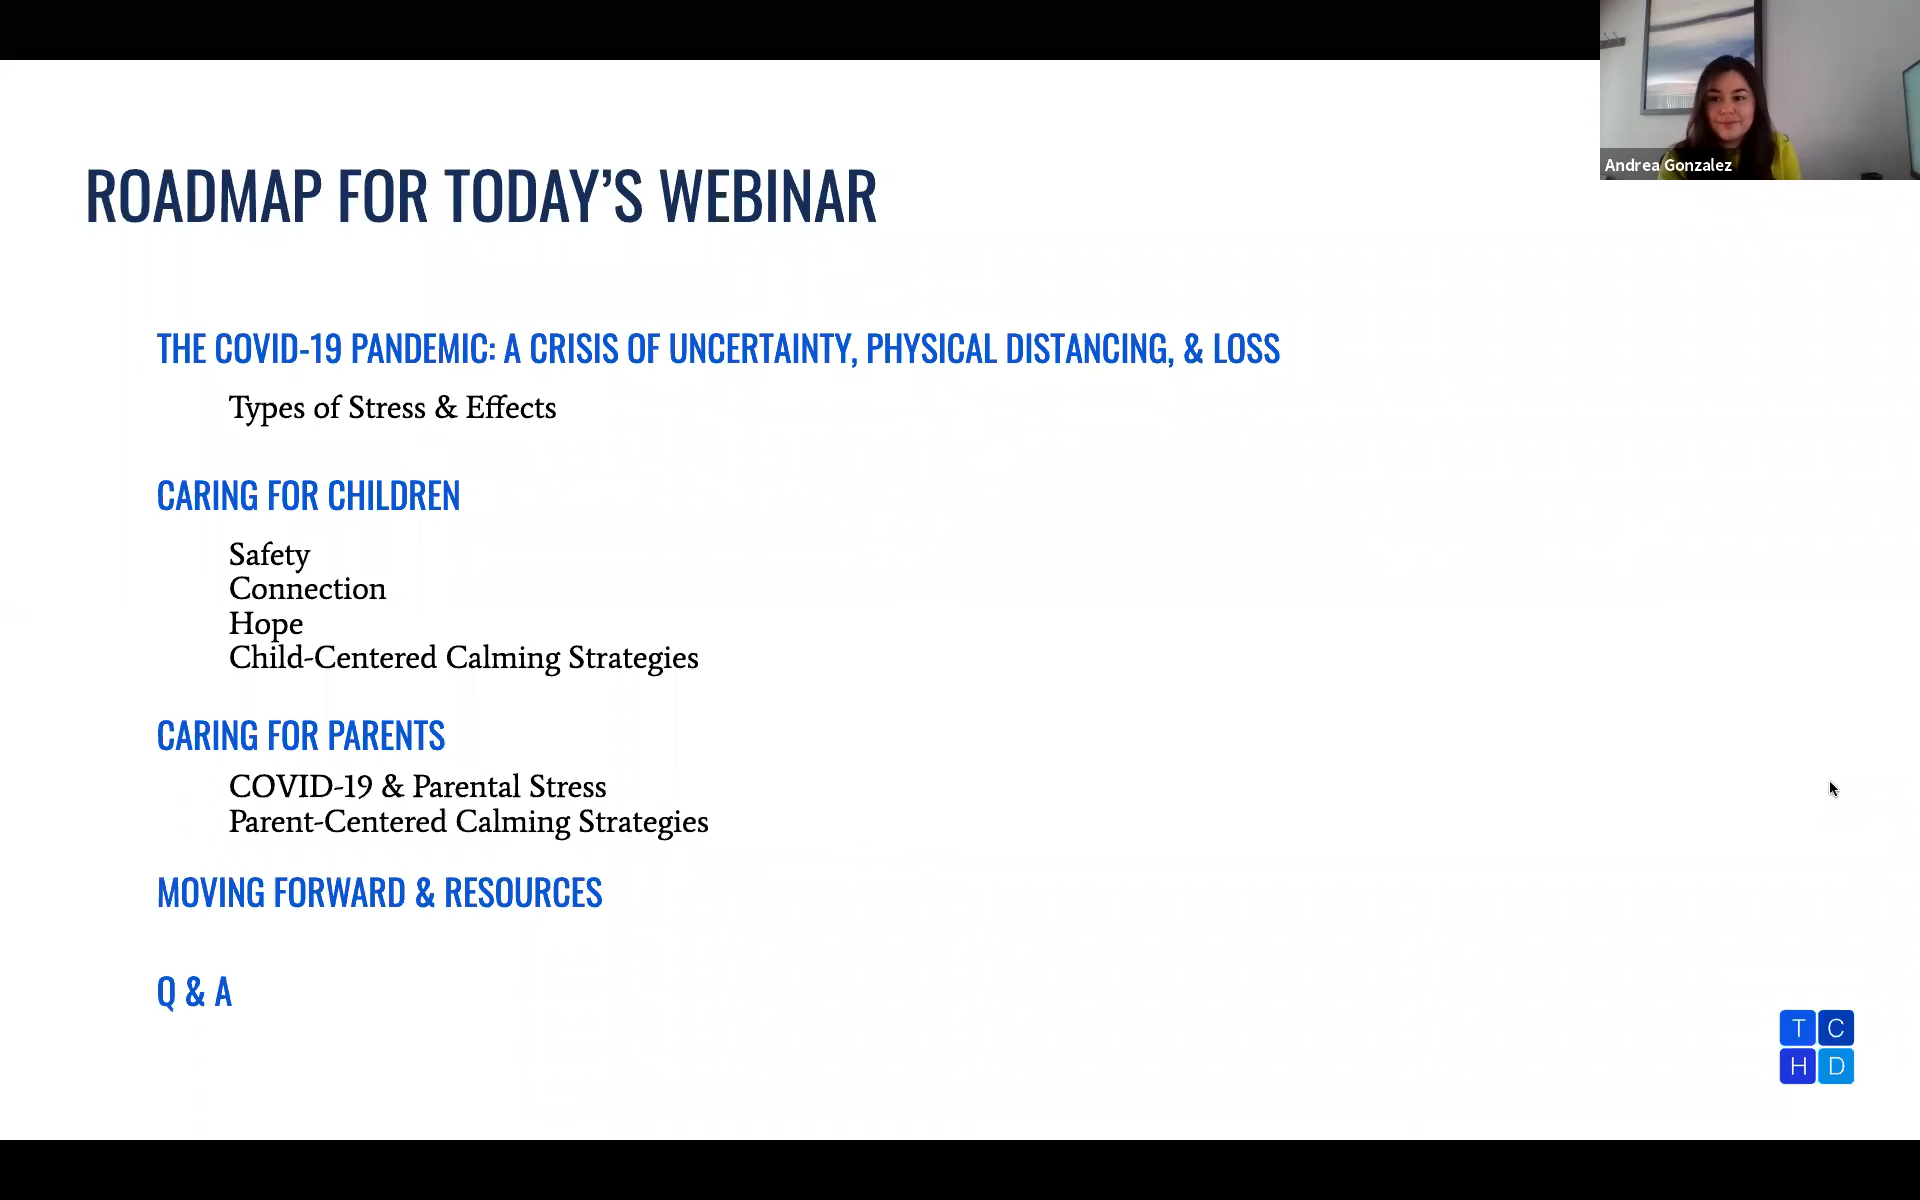 Andrea Gonzalez
ROADMAP FOR TODAY’S WEBINAR
THE COVID-19 PANDEMIC: A CRISIS OF UNCERTAINTY, PHYSICAL DISTANCING, & LOSS
Types of Stress & Effects
CARING FOR CHILDREN
Safety
Connection
Hope
Child-Centered Calming Strategies
CARING FOR PARENTS
COVID-19 & Parental Stress
Parent-Centered Calming Strategies
MOVING FORWARD & RESOURCES
Q & A
T C
H D